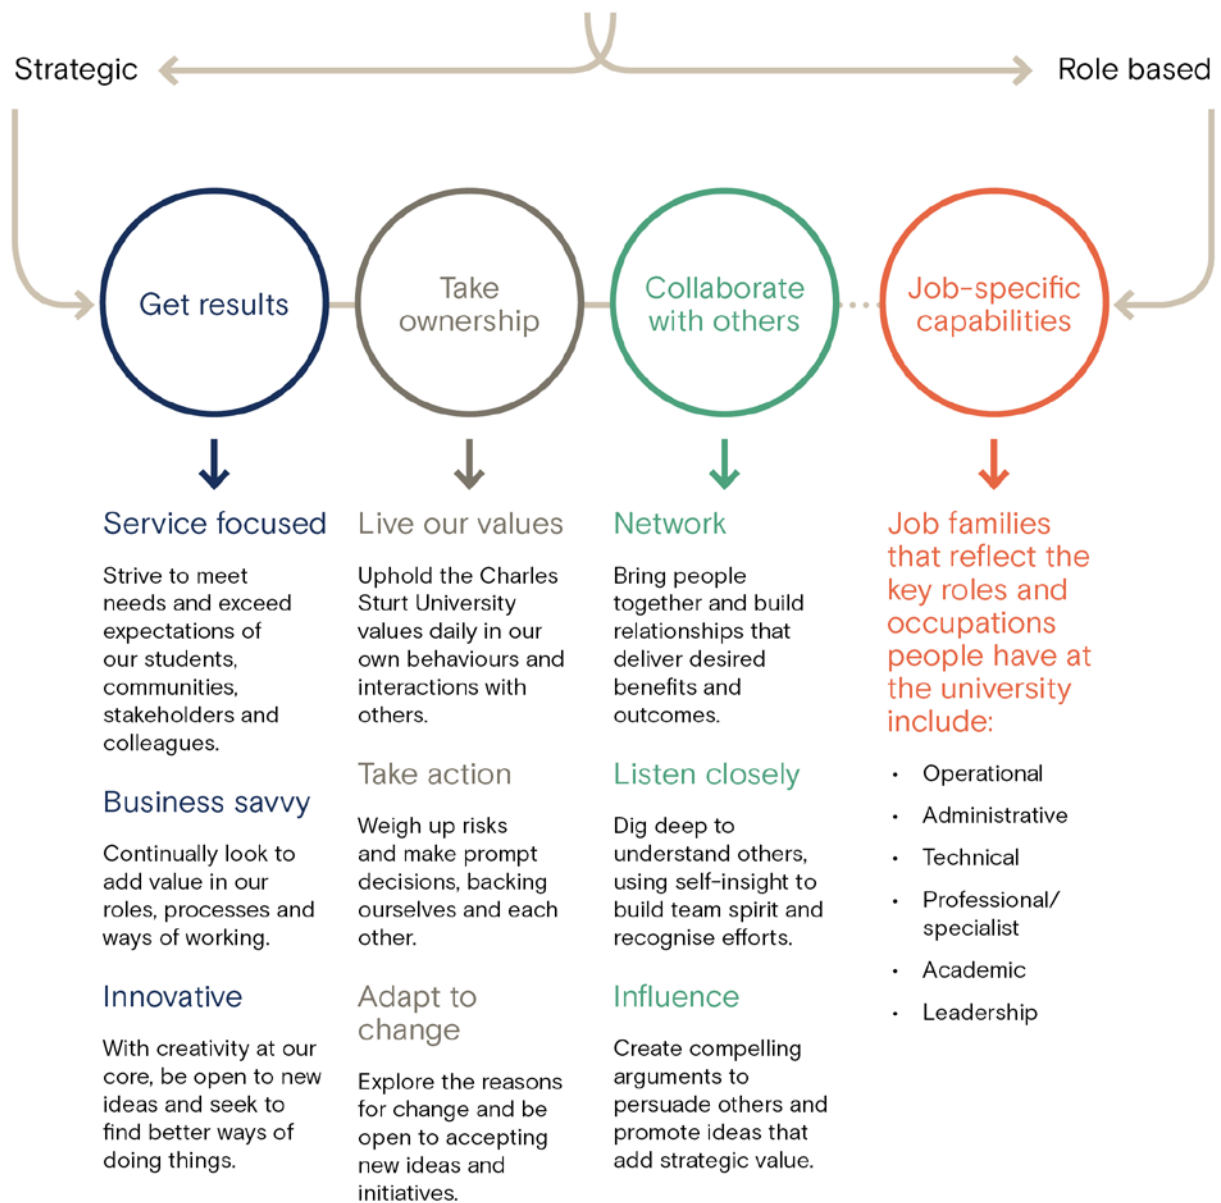 Strategic
Role based
Get results
Take
ownership
Collaborate
with others
Job-specific
capabilities
Service focused
Strive to meet
needs and exceed
expectations of
our students,
communities,
stakeholders and
colleagues.
Business savvy
Continually look to
add value in our
roles, processes and
ways of working.
Innovative
With creativity at our
core, be open to new
ideas and seek to
find better ways of
doing things.
Live our values
Uphold the Charles
Sturt University
values daily in our
own behaviours and
interactions with
others.
Take action
Weigh up risks
and make prompt
decisions, backing
ourselves and each
other.
Adapt to
change
Explore the reasons
for change and be
open to accepting
new ideas and
initiatives.
Network
Bring people
together and build
relationships that
deliver desired
benefits and
outcomes.
Listen closely
Dig deep to
understand others,
using self-insight to
build team spirit and
recognise efforts.
Influence
Create compelling
arguments to
persuade others and
promote ideas that
add strategic value.
Job families
that reflect the
key roles and
occupations
people have at
the university
include:
• Operational
• Administrative
• Technical
• Professional/
specialist
• Academic
• Leadership